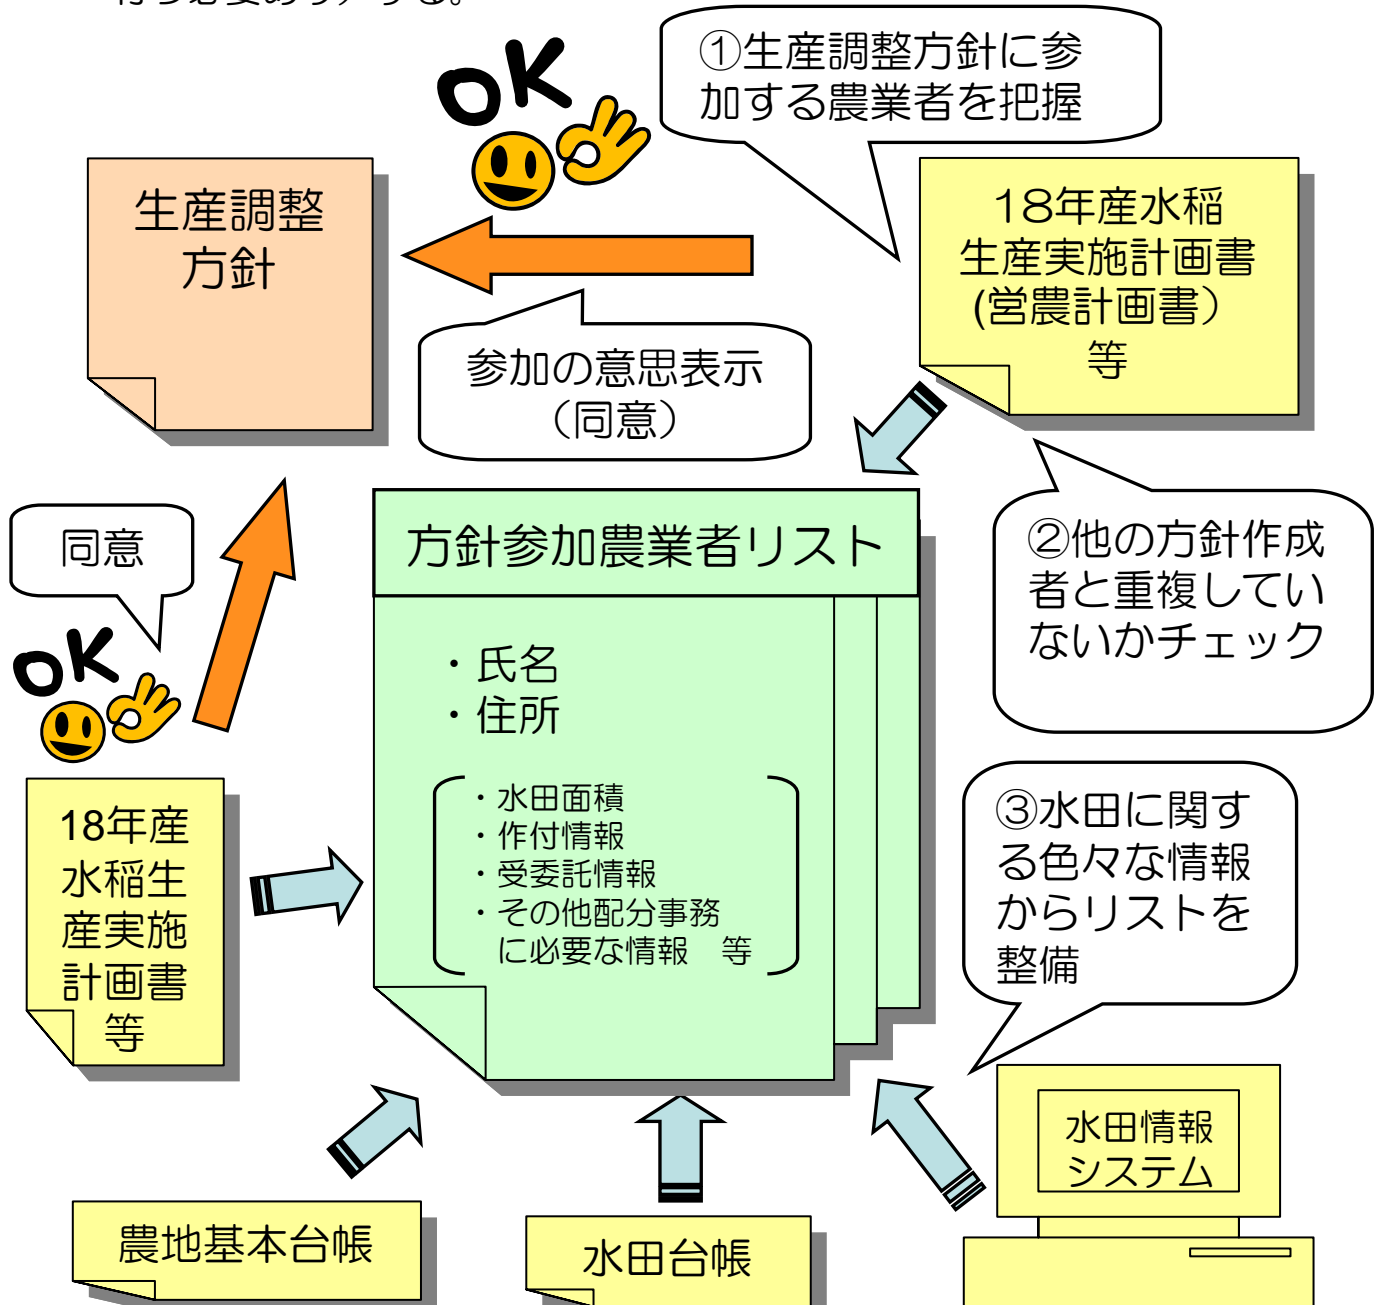 ①生産調整方針に参
加する農業者を把握
OK
生産調整
方針
18年産水稲
生産実施計画書
(営農計画書）
等
参加の意思表示
（同意）
同意
OK
方針参加農業者リスト
・氏名
・住所
・水田面積
・作付情報
・受委託情報
・その他配分事務
に必要な情報　等
②他の方針作成
者と重複してい
ないかチェック
18年産
水稲生
産実施
計画書
等
③水田に関す
る色々な情報
からリストを
整備
水田情報
システム
農地基本台帳
水田台帳